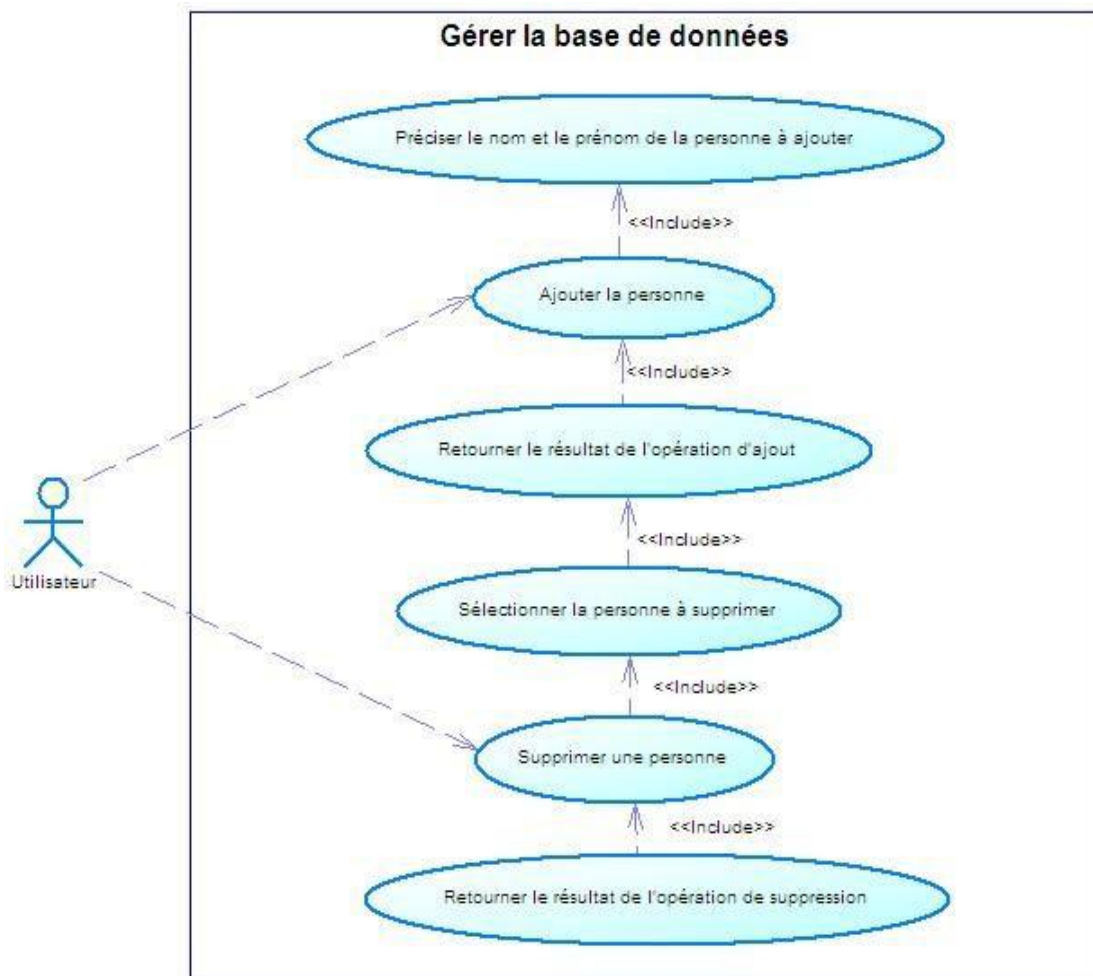 Gérer la base de données
Préciser le nom et le prénom de la personne à ajouter
<<Include>>
Ajouter la personne
<<Include>>
Retourner le résultat de l'opération d'ajout
<<Include>>
Sélectionner la personne à supprimer
<<Include>>
Supprimer une personne
<<Include>>
Retourner le résultat de l'opération de suppression
Utilisateur